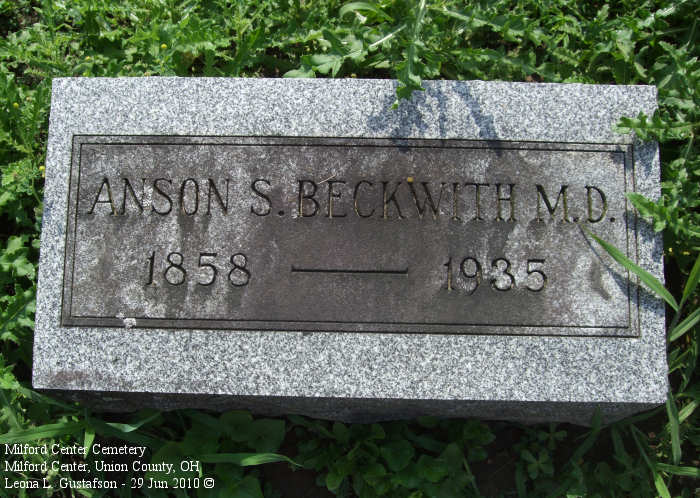 ANSON S. BECKWITH M.D.
1858 — 1935
Milford Center Cemetery
Milford Center, Union County, OH
Leona L. Gustafson - 29 Jun 2010 ©